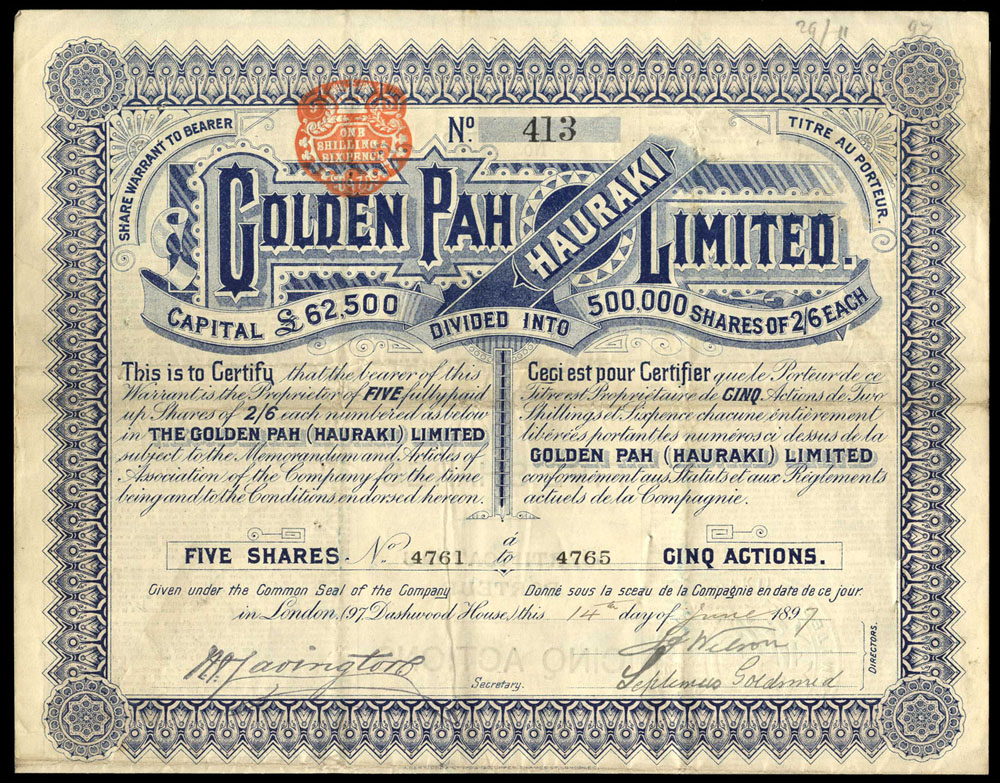 29/11 97
SHARE WARRANT TO BEARER
Nº 413
TITRE AU PORTEUR.
ONE
SHILLING &
SIXPENCE
GOLDEN PAH HAURAKI LIMITED.
CAPITAL £62,500 DIVIDED INTO 500,000 SHARES OF 2/6 EACH
This is to Certify that the bearer of this
Warrant is the Proprietor of FIVE fully paid
up Shares of 2/6 each numbered as below
in THE GOLDEN PAH (HAURAKI) LIMITED
subject to the Memorandum and Articles of
Association of the Company for the time
being and to the Conditions endorsed hereon.
Ceci est pour Certifier que le Porteur de ce
Titre est Propriétaire de CINQ Actions de Two
Shillings et Sixpence chacune entièrement
libérées portant les numeros ci dessus de la
GOLDEN PAH (HAURAKI) LIMITED
conformément aus Statuts et aux Règlements
actuels de la Compagnie.
FIVE SHARES. No. 4761 à to 4765 CINQ ACTIONS.
Given under the Common Seal of the Company Donné sous la sceau de la Compagnie en date de ce jour
in London, (97, Dashwood House), this 14th day of June 1897
Wilson
Septimus Goldsmid
Secretary.
DIRECTORS.